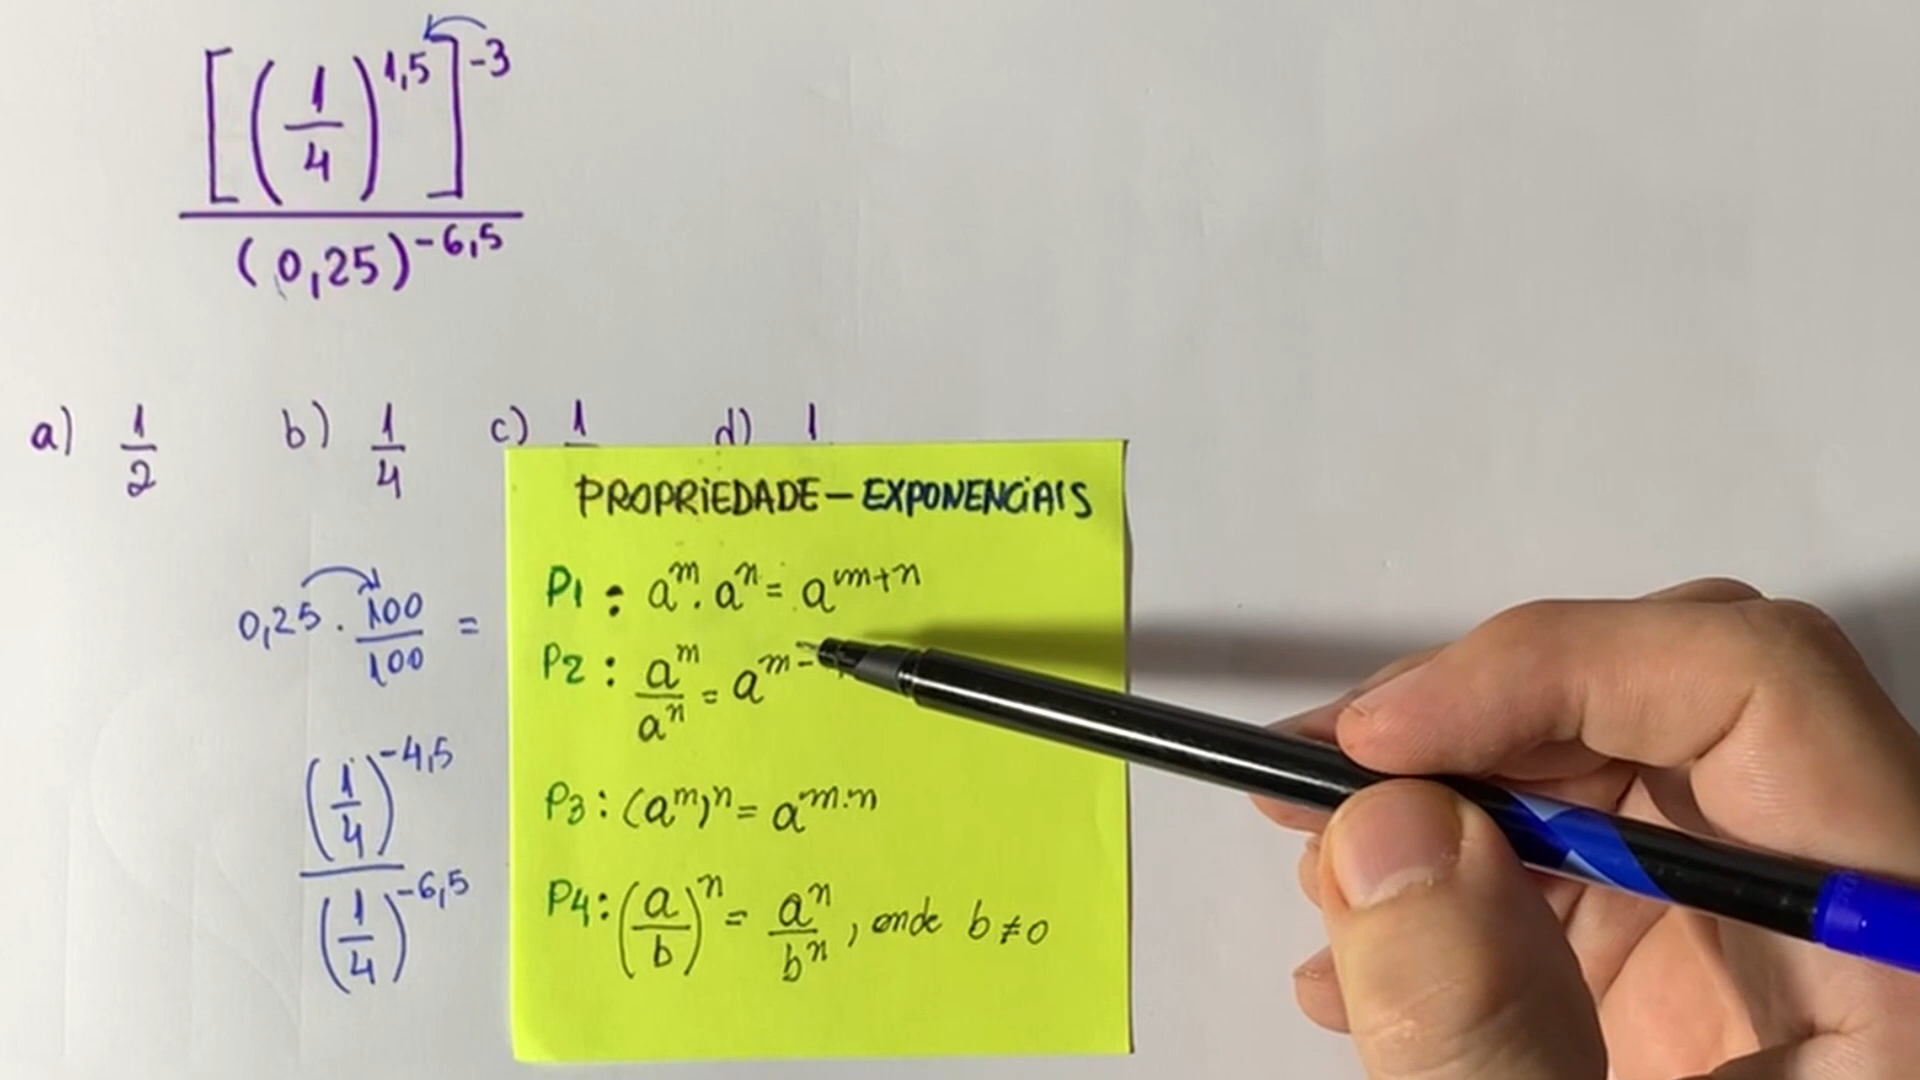 [(1/4)^1,5]^-3
(0,25)^-6,5
a) 1/2 b) 1/4 c) 1 d) 1
PROPRIEDADE - EXPONENCIAIS
P1 : a^m . a^n = a^m+n
0,25 . 100/100 =
P2 : a^m/a^n = a^m-
P3 : (a^m)^n = a^m.n
(1/4)^-4,5
(1/4)^-6,5
P4 : (a/b)^n = a^n/b^n , onde b ≠ 0